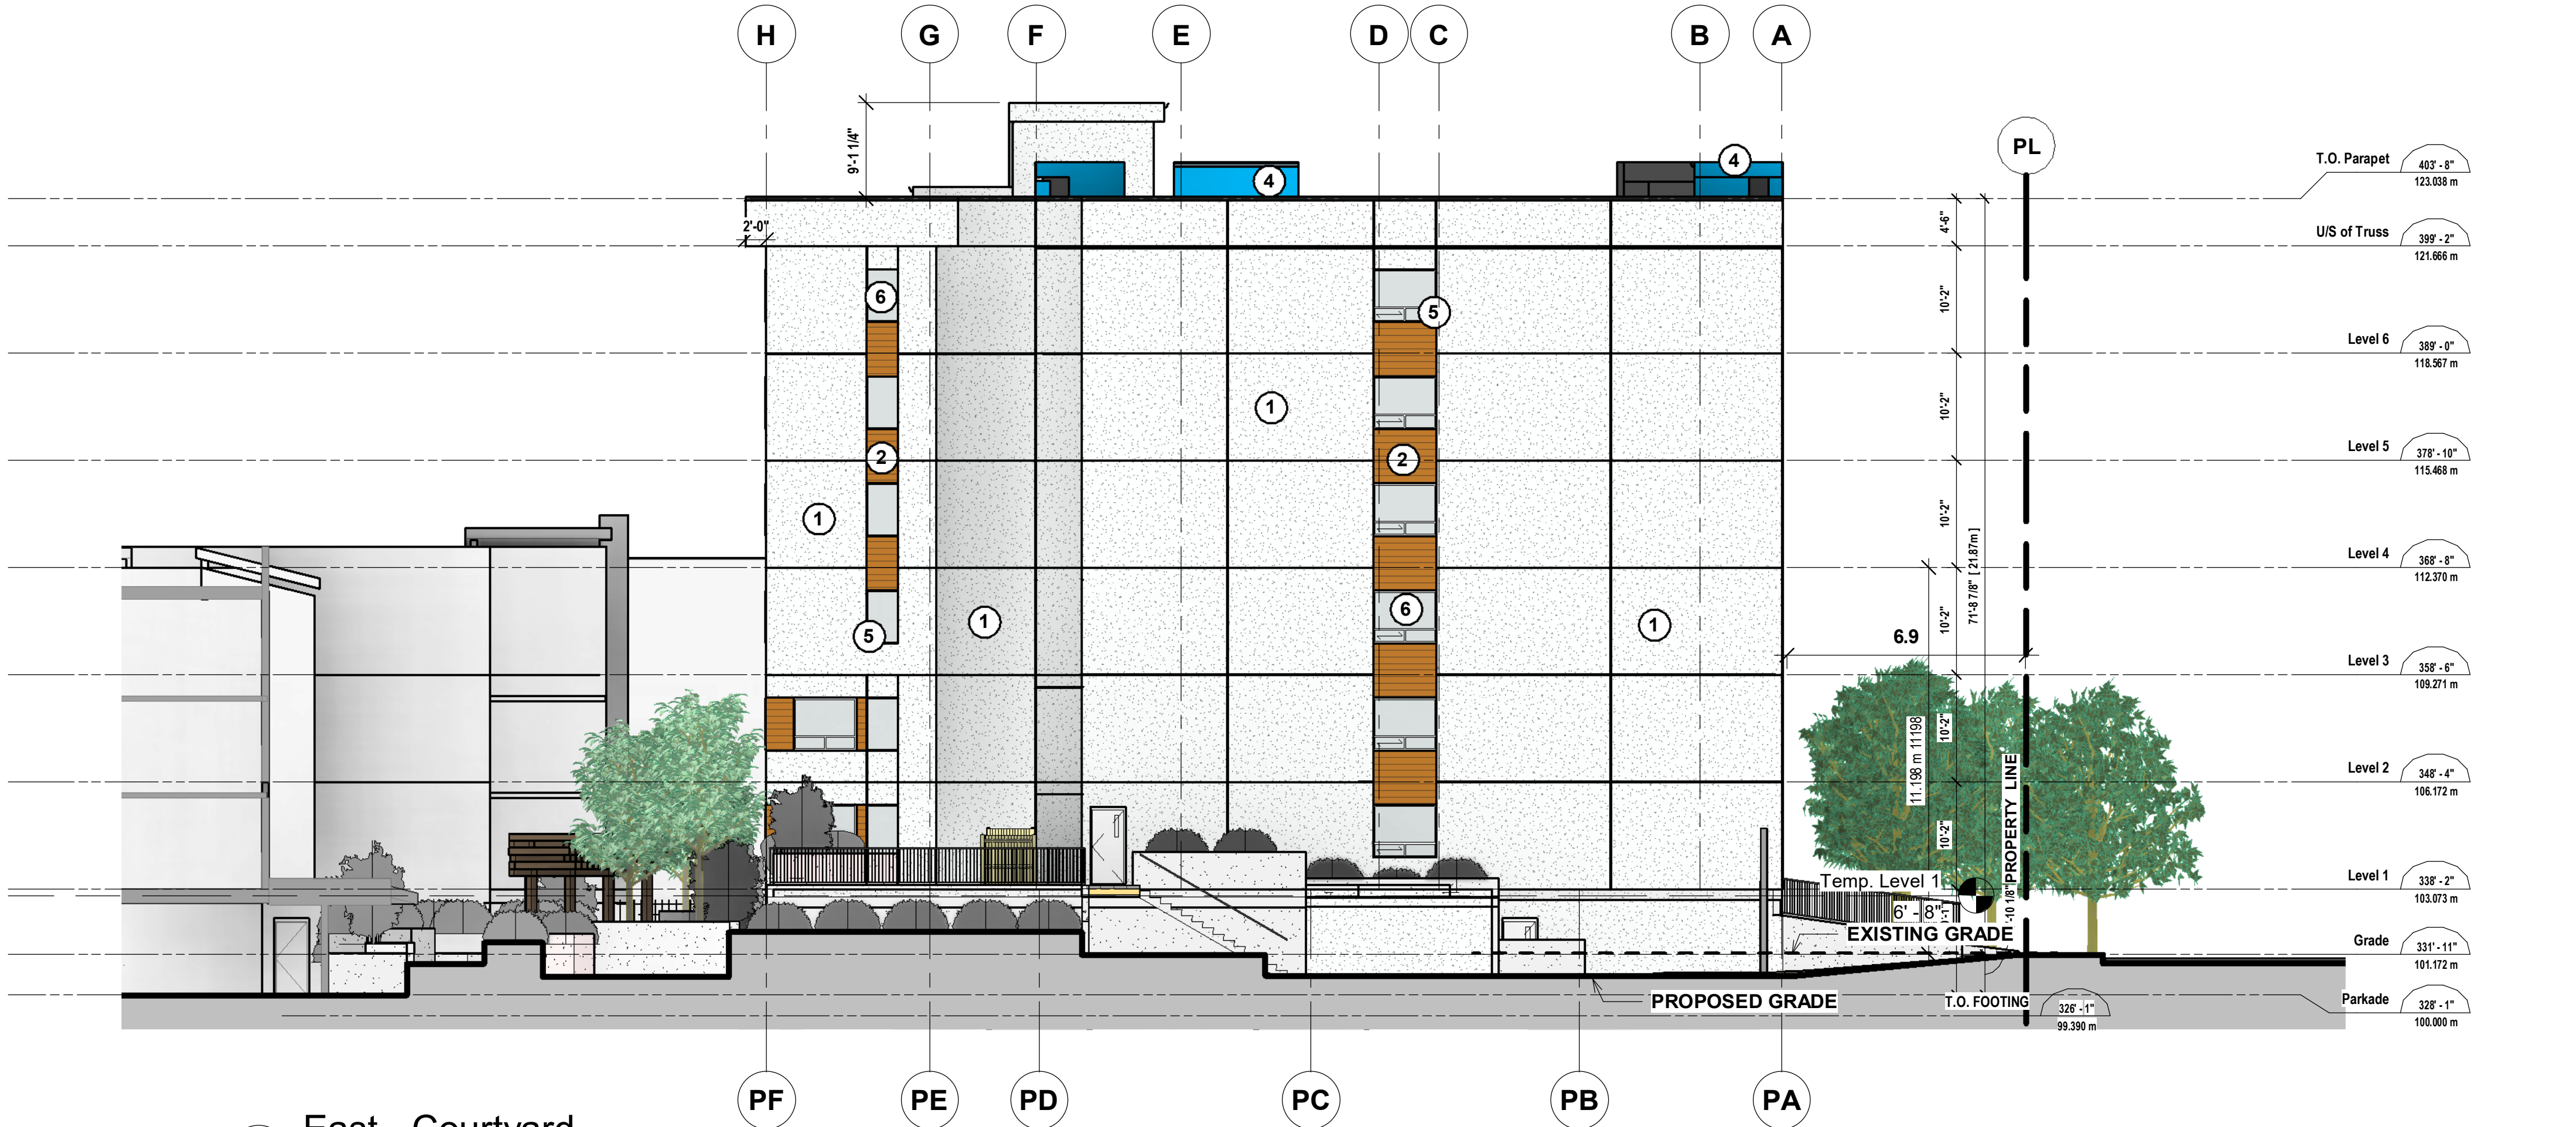 H G F E D C B A
PL
T.O. Parapet 403' - 8"
123.038 m
9'-1 1/4"
4 4
2'-0"
4'-6"
U/S of Truss 399' - 2"
121.666 m
6 5
10'-2"
Level 6 389' - 0"
118.567 m
1
10'-2"
2 2
Level 5 378' - 10"
115.468 m
1
10'-2"
71'-8 7/8" [ 21.87m ]
Level 4 368' - 8"
112.370 m
6
1 1
5
10'-2"
6.9
Level 3 358' - 6"
109.271 m
10'-2"
11.198 m 11198
Level 2 348' - 4"
106.172 m
10'-2"
PROPERTY LINE
Level 1 338' - 2"
103.073 m
Temp. Level 1
6' - 8"
-10 1/8"
EXISTING GRADE
Grade 331' - 11"
101.172 m
PROPOSED GRADE
T.O. FOOTING
326' - 1"
99.390 m
Parkade 328' - 1"
100.000 m
PF PE PD PC PB PA
East - Courtyard